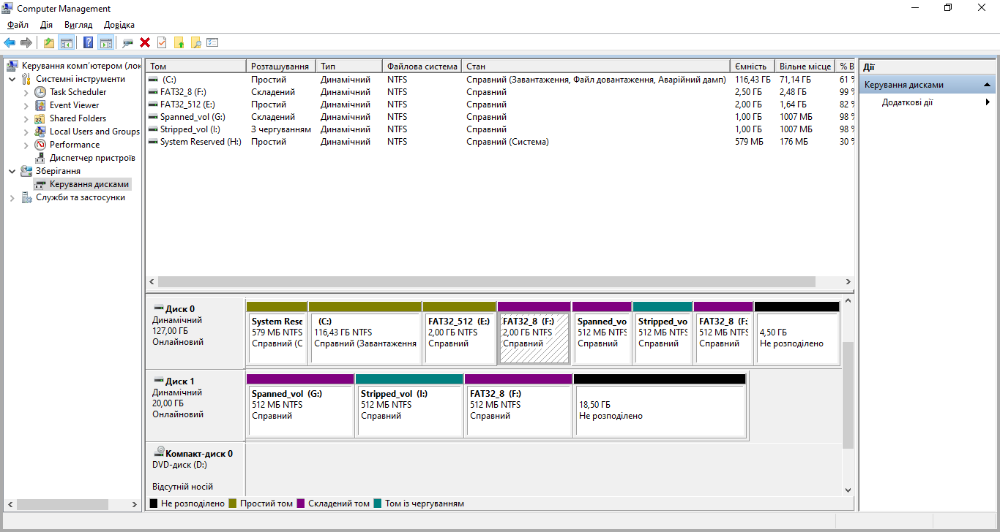 Computer Management
Файл Дія Вигляд Довідка
Керування комп'ютером (лок
Системні інструменти
Task Scheduler
Event Viewer
Shared Folders
Local Users and Groups
Performance
Диспетчер пристроїв
Зберігання
Керування дисками
Служби та застосунки
Том Розташування Тип Файлова система Стан Ємність Вільне місце % В
(C:) Простий Динамічний NTFS Справний (Завантаження, Файл довантаження, Аварійний дамп) 116,43 ГБ 71,14 ГБ 61 %
FAT32_8 (F:) Складений Динамічний NTFS Справний 2,50 ГБ 2,48 ГБ 99 %
FAT32_512 (E:) Простий Динамічний NTFS Справний 2,00 ГБ 1,64 ГБ 82 %
Spanned_vol (G:) Складений Динамічний NTFS Справний 1,00 ГБ 1007 МБ 98 %
Stripped_vol (I:) З чергуванням Динамічний NTFS Справний 1,00 ГБ 1007 МБ 98 %
System Reserved (H:) Простий Динамічний NTFS Справний (Система) 579 МБ 176 МБ 30 %
Дії
Керування дисками
Додаткові дії
Диск 0
Динамічний
127,00 ГБ
Онлайновий
System Rese (C:) FAT32_512 (E:) FAT32_8 (F:) Spanned_vo Stripped_vo FAT32_8 (F:
579 МБ NTFS 116,43 ГБ NTFS 2,00 ГБ NTFS 2,00 ГБ NTFS 512 МБ NTFS 512 МБ NTFS 512 МБ NTFS 4,50 ГБ
Справний (С Справний (Завантаження Справний Справний Справний Справний Справний Не розподілено
Диск 1
Динамічний
20,00 ГБ
Онлайновий
Spanned_vol (G:) Stripped_vol (I:) FAT32_8 (F:)
512 МБ NTFS 512 МБ NTFS 512 МБ NTFS 18,50 ГБ
Справний Справний Справний Не розподілено
Компакт-диск 0
DVD-диск (D:)
Відсутній носій
Не розподілено Простий том Складений том Том із чергуванням